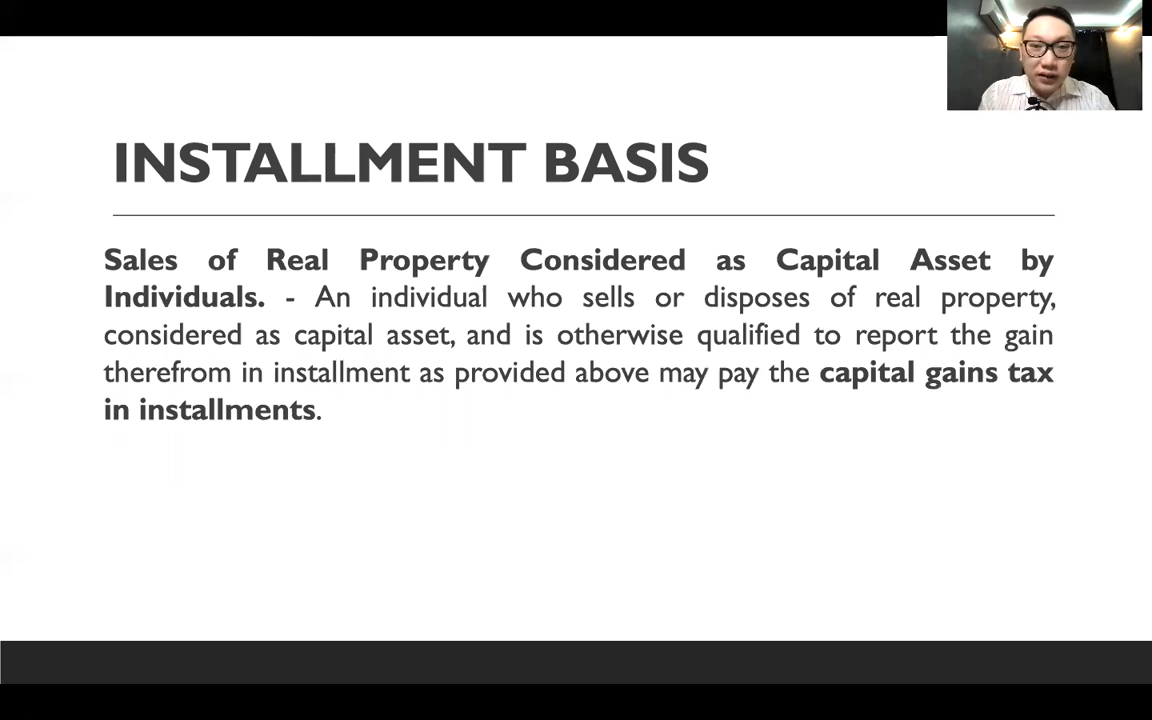 INSTALLMENT BASIS
Sales of Real Property Considered as Capital Asset by
Individuals. - An individual who sells or disposes of real property,
considered as capital asset, and is otherwise qualified to report the gain
therefrom in installment as provided above may pay the capital gains tax
in installments.